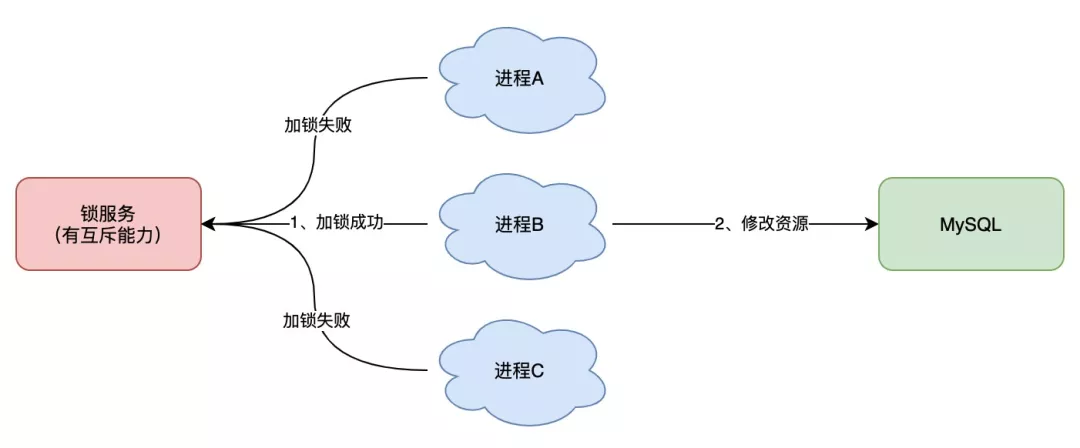 进程A
加锁失败
锁服务
（有互斥能力）
1、加锁成功
进程B
2、修改资源
MySQL
加锁失败
进程C